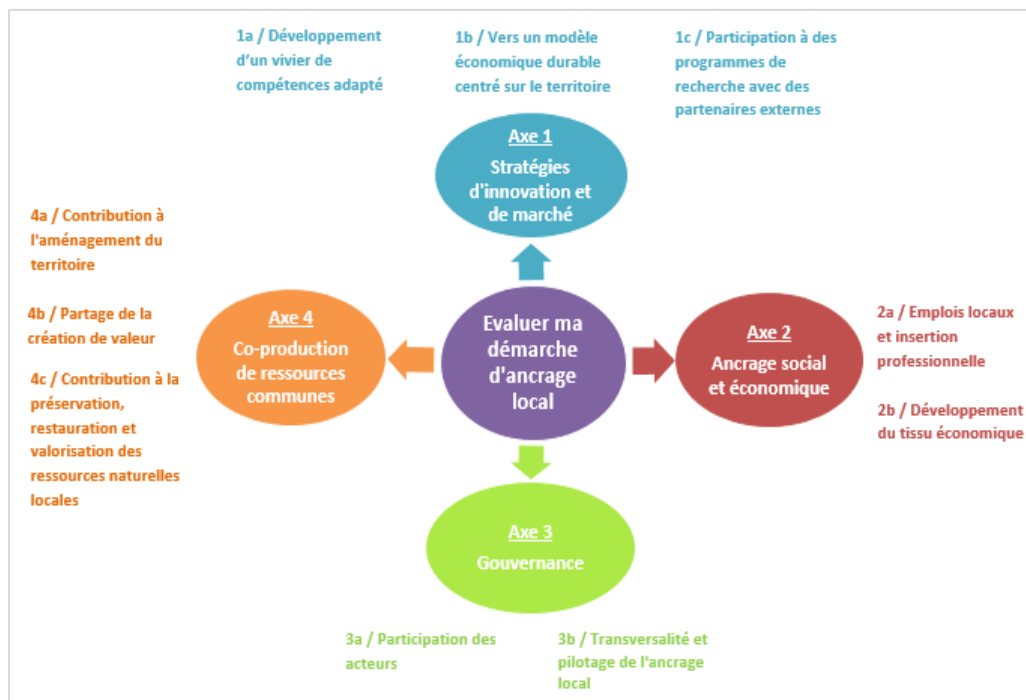 1a / Développement
d'un vivier de
compétences adapté
1b / Vers un modèle
économique durable
centré sur le territoire
1c / Participation à des
programmes de
recherche avec des
partenaires externes
Axe 1
Stratégies
d'innovation et
de marché
4a / Contribution à
l'aménagement du
territoire
4b / Partage de la
création de valeur
4c / Contribution à la
préservation,
restauration et
valorisation des
ressources naturelles
locales
Axe 4
Co-production
de ressources
communes
Evaluer ma
démarche
d'ancrage
local
Axe 2
Ancrage social
et économique
2a / Emplois locaux
et insertion
professionnelle
2b / Développement
du tissu économique
Axe 3
Gouvernance
3a / Participation des
acteurs
3b / Transversalité et
pilotage de l'ancrage
local